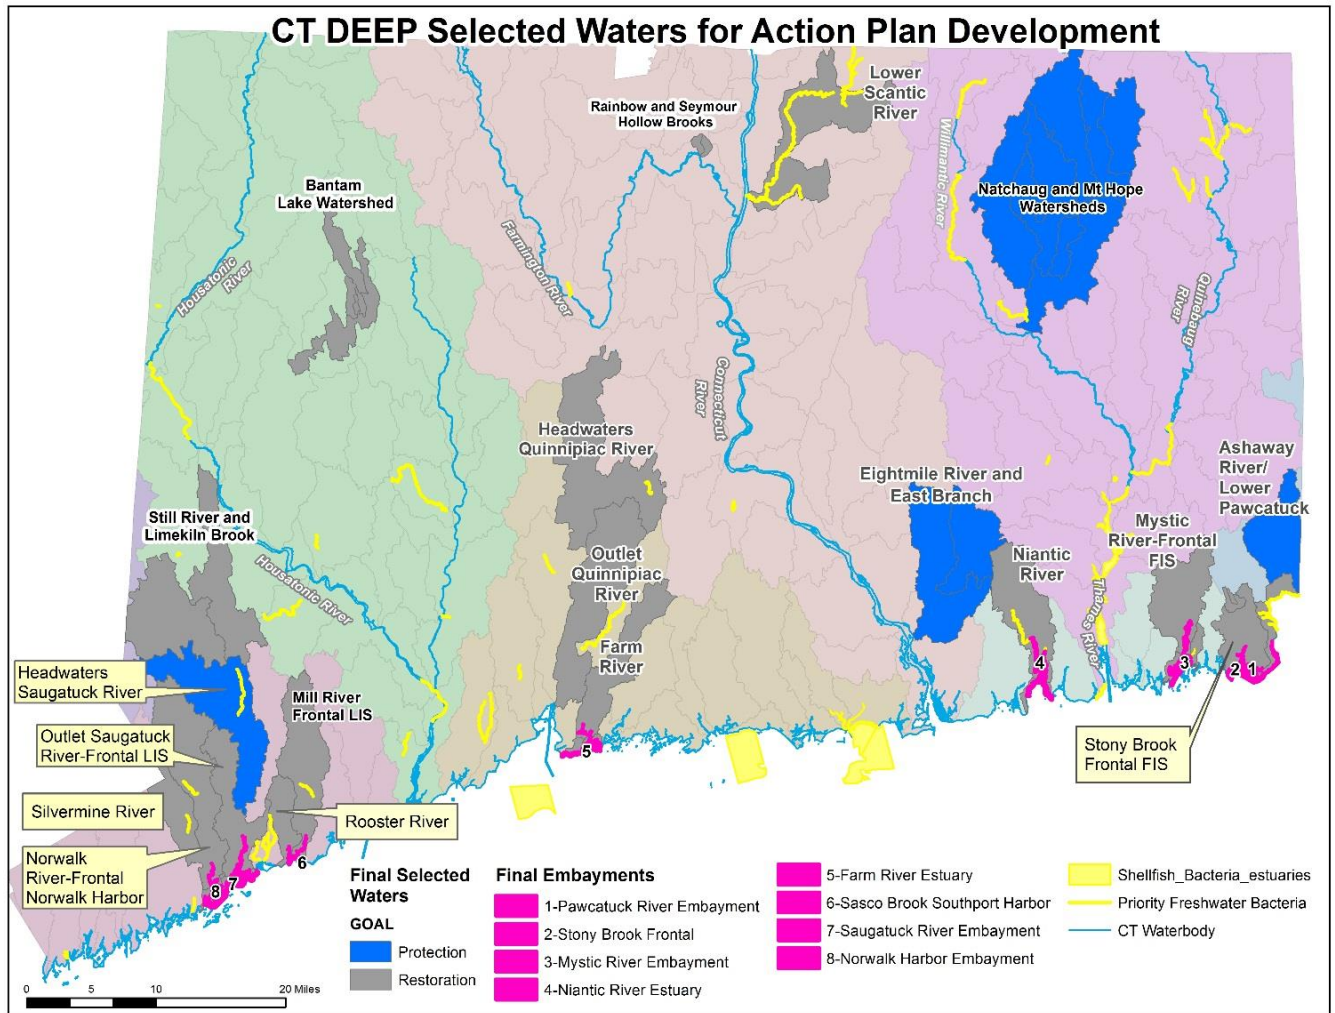 CT DEEP Selected Waters for Action Plan Development
Lower
Scantic
River
Rainbow and Seymour
Hollow Brooks
Willimantic River
Natchaug and Mt Hope
Watersheds
Bantam
Lake Watershed
Farmington River
Housatonic
River
Quinebaug
River
Connecticut
River
Headwaters
Quinnipiac River
Eightmile River and
East Branch
Ashaway
River/
Lower
Pawcatuck
Still River and
Limekiln Brook
Mystic
River-Frontal
FIS
Niantic
River
Outlet
Quinnipiac
River
Housatonic River
Thames River
Farm
River
Headwaters
Saugatuck River
Mill River
Frontal LIS
4
3
2
1
Outlet Saugatuck
River-Frontal LIS
5
Stony Brook
Frontal FIS
Silvermine River
Rooster River
Norwalk
River-Frontal
Norwalk Harbor
6
7
8
Final Selected
Waters
GOAL
Protection
Restoration
Final Embayments
1-Pawcatuck River Embayment
2-Stony Brook Frontal
3-Mystic River Embayment
4-Niantic River Estuary
5-Farm River Estuary
6-Sasco Brook Southport Harbor
7-Saugatuck River Embayment
8-Norwalk Harbor Embayment
Shellfish_Bacteria_estuaries
Priority Freshwater Bacteria
CT Waterbody
0 5 10 20 Miles